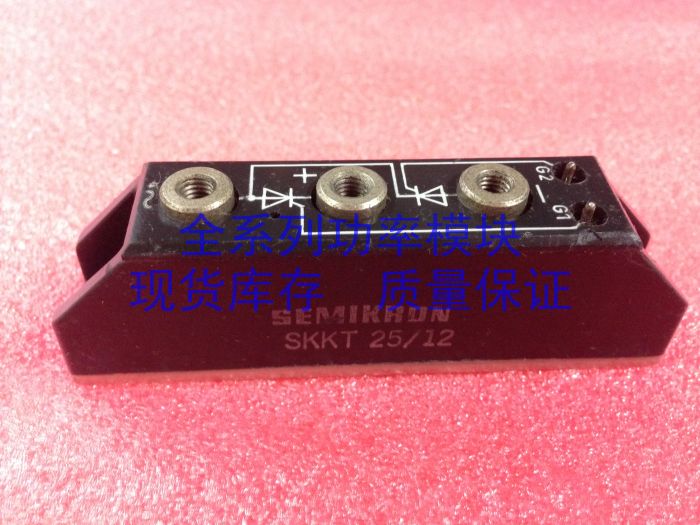 ~
+
−
G2
G1
全系列功率模块
现货库存 质量保证
SEMIKRON
SKKT 25/12